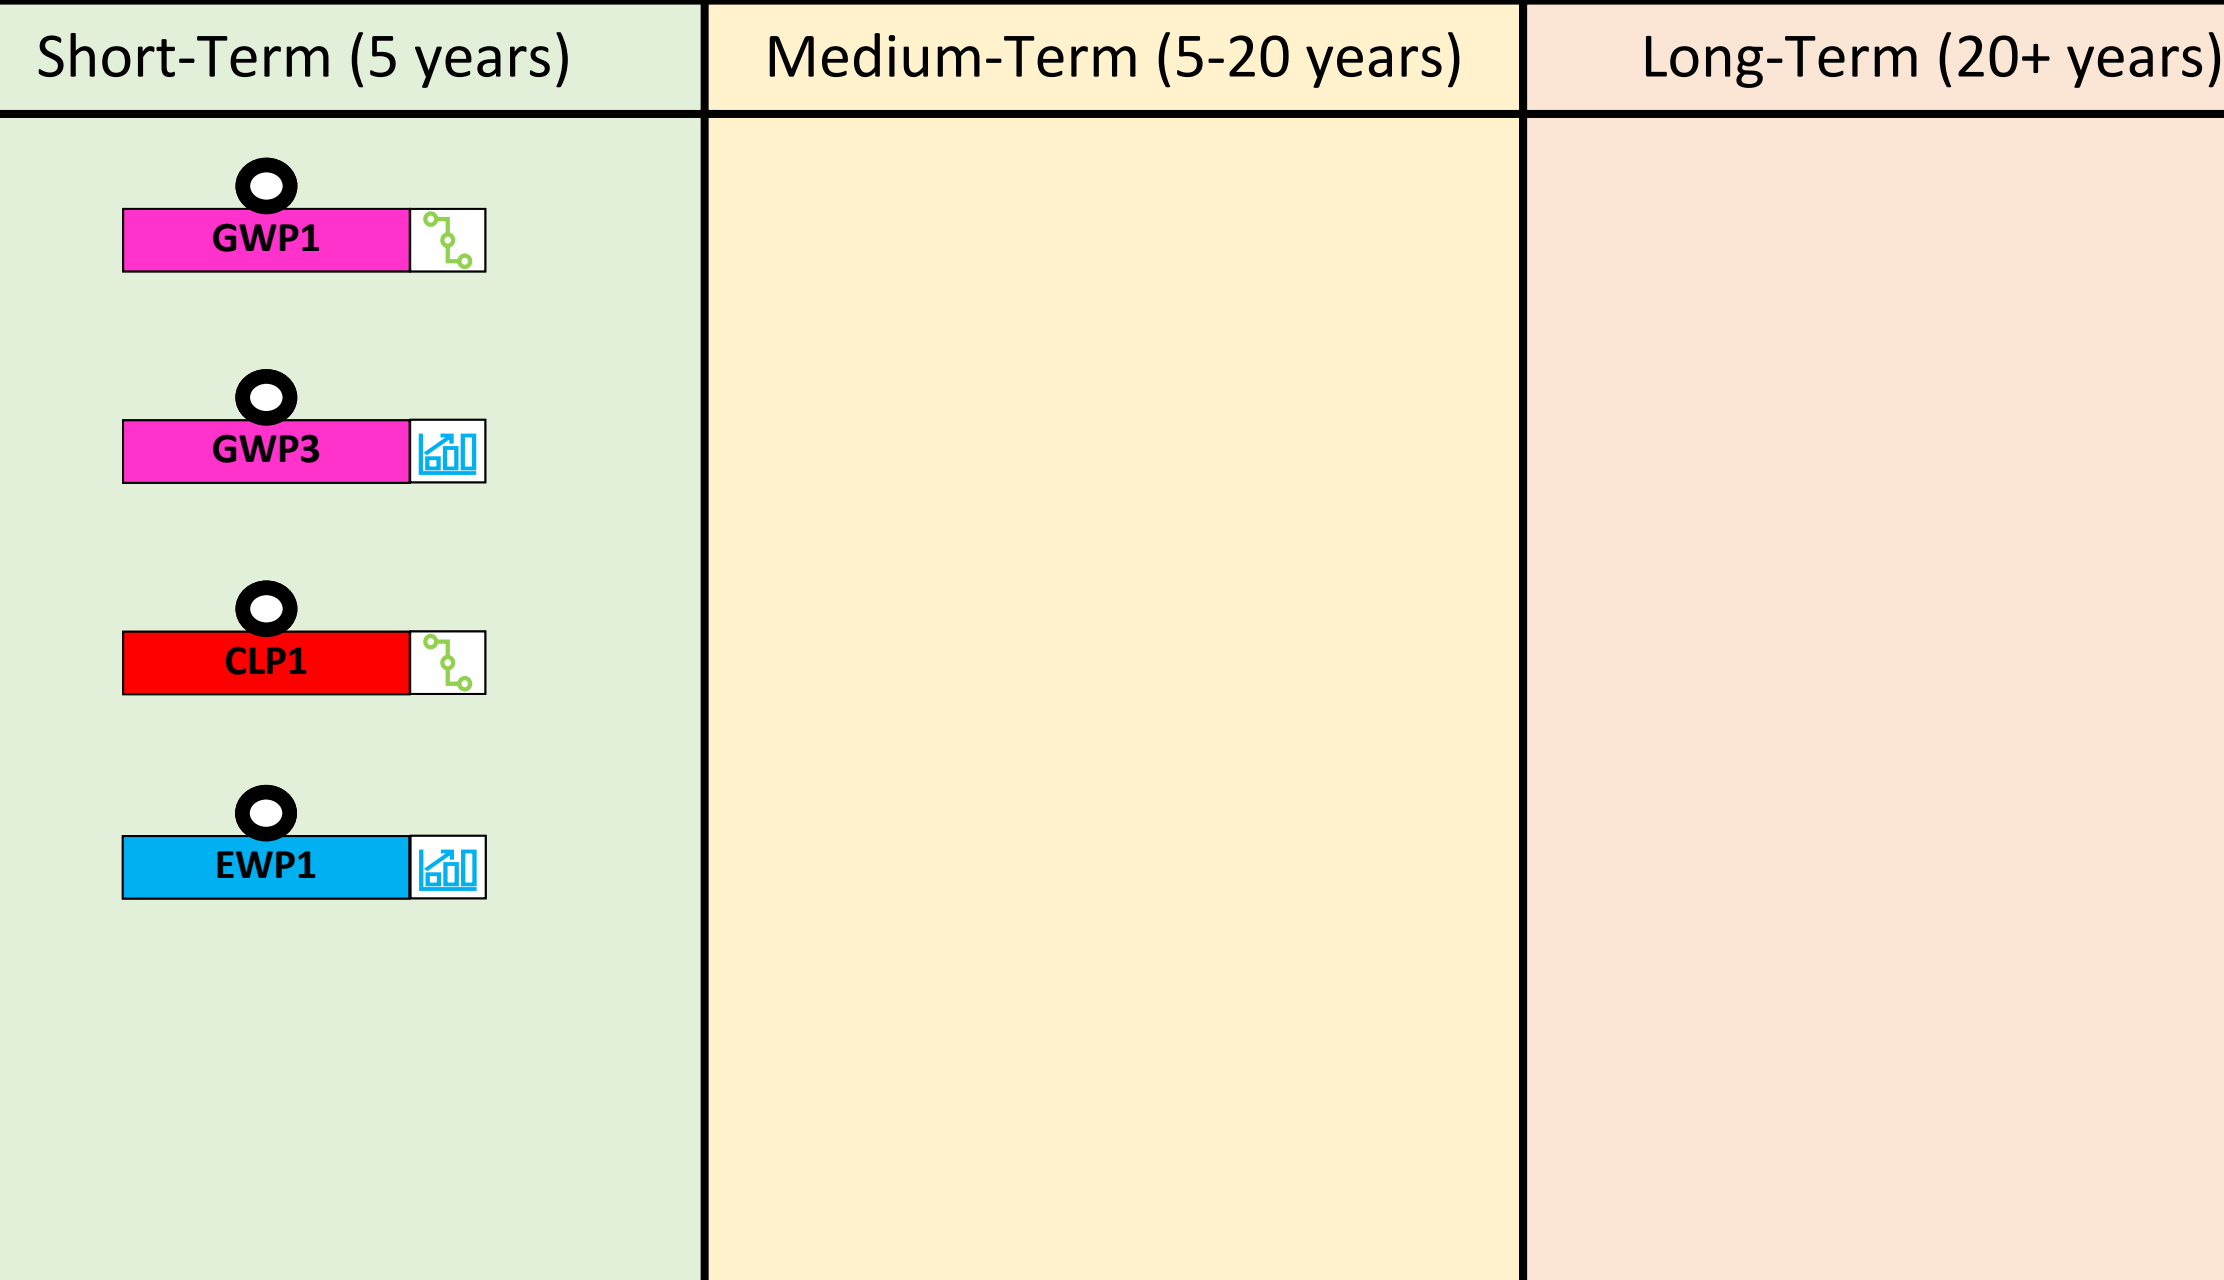 Short-Term (5 years)
Medium-Term (5-20 years)
Long-Term (20+ years)
GWP1
GWP3
CLP1
EWP1